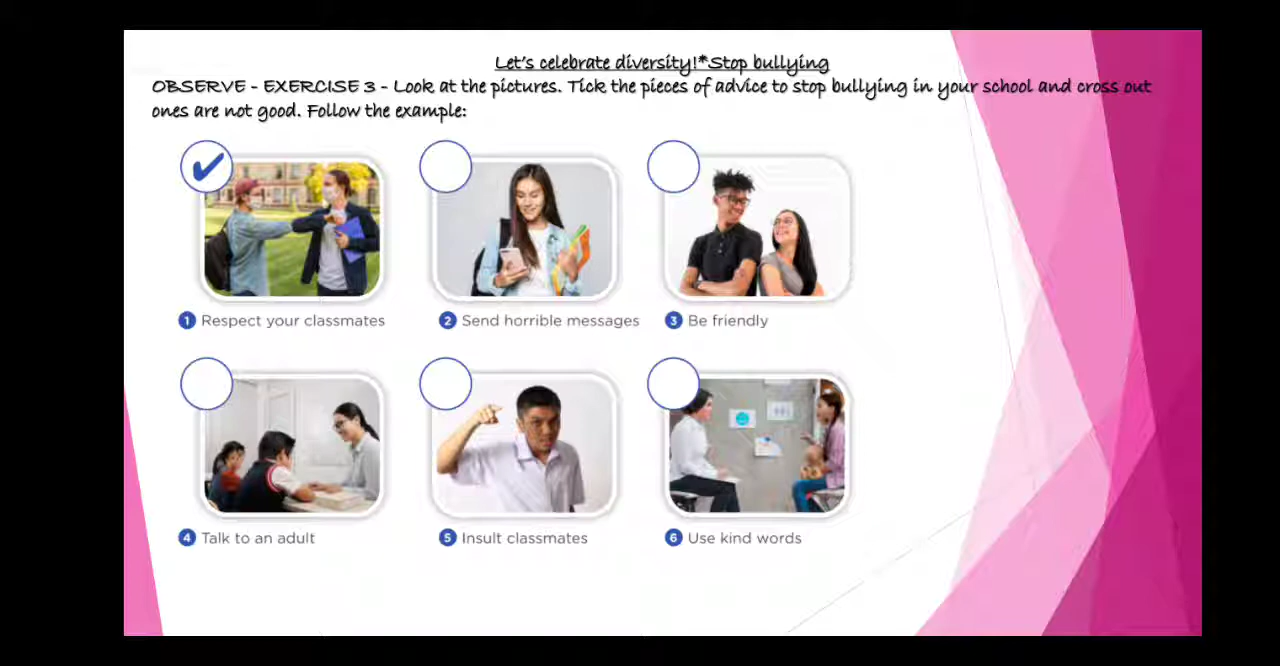 Let's celebrate diversity!*Stop bullying
OBSERVE - EXERCISE 3 - Look at the pictures. Tick the pieces of advice to stop bullying in your school and cross out
ones are not good. Follow the example:
1 Respect your classmates
2 Send horrible messages
3 Be friendly
4 Talk to an adult
5 Insult classmates
6 Use kind words